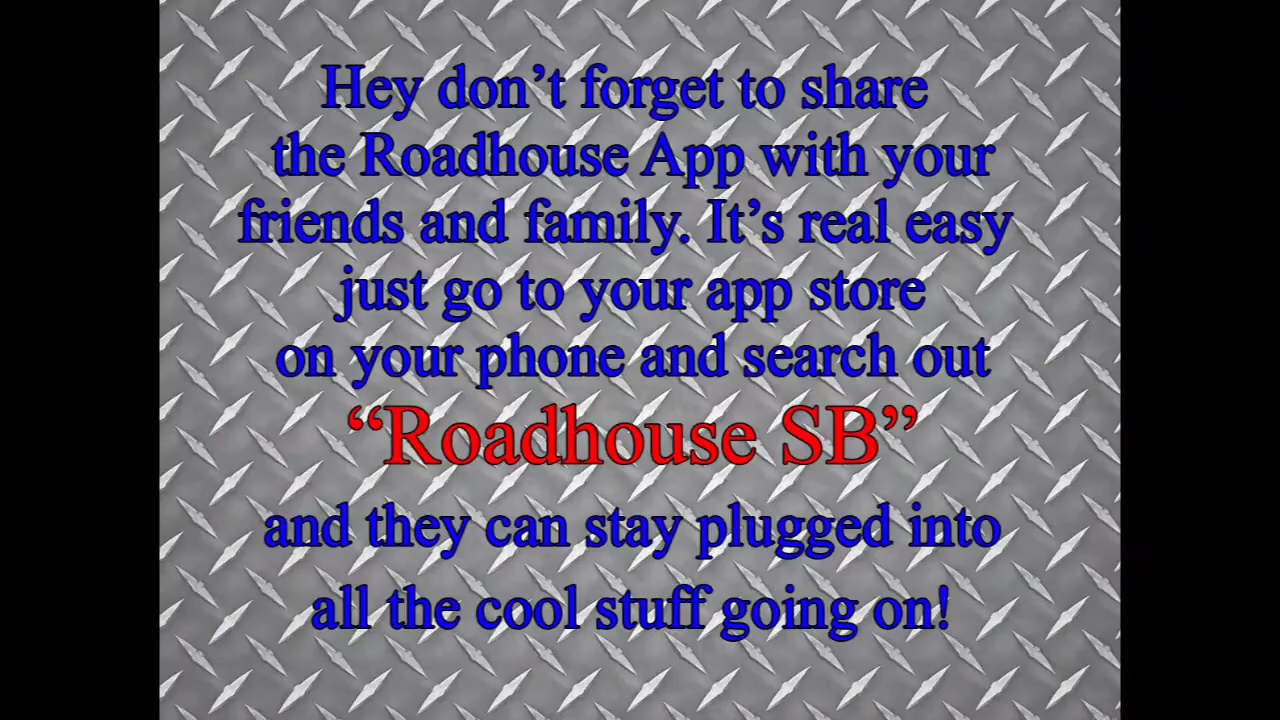 Hey don’t forget to share
the Roadhouse App with your
friends and family. It’s real easy
just go to your app store
on your phone and search out
“Roadhouse SB”
and they can stay plugged into
all the cool stuff going on!